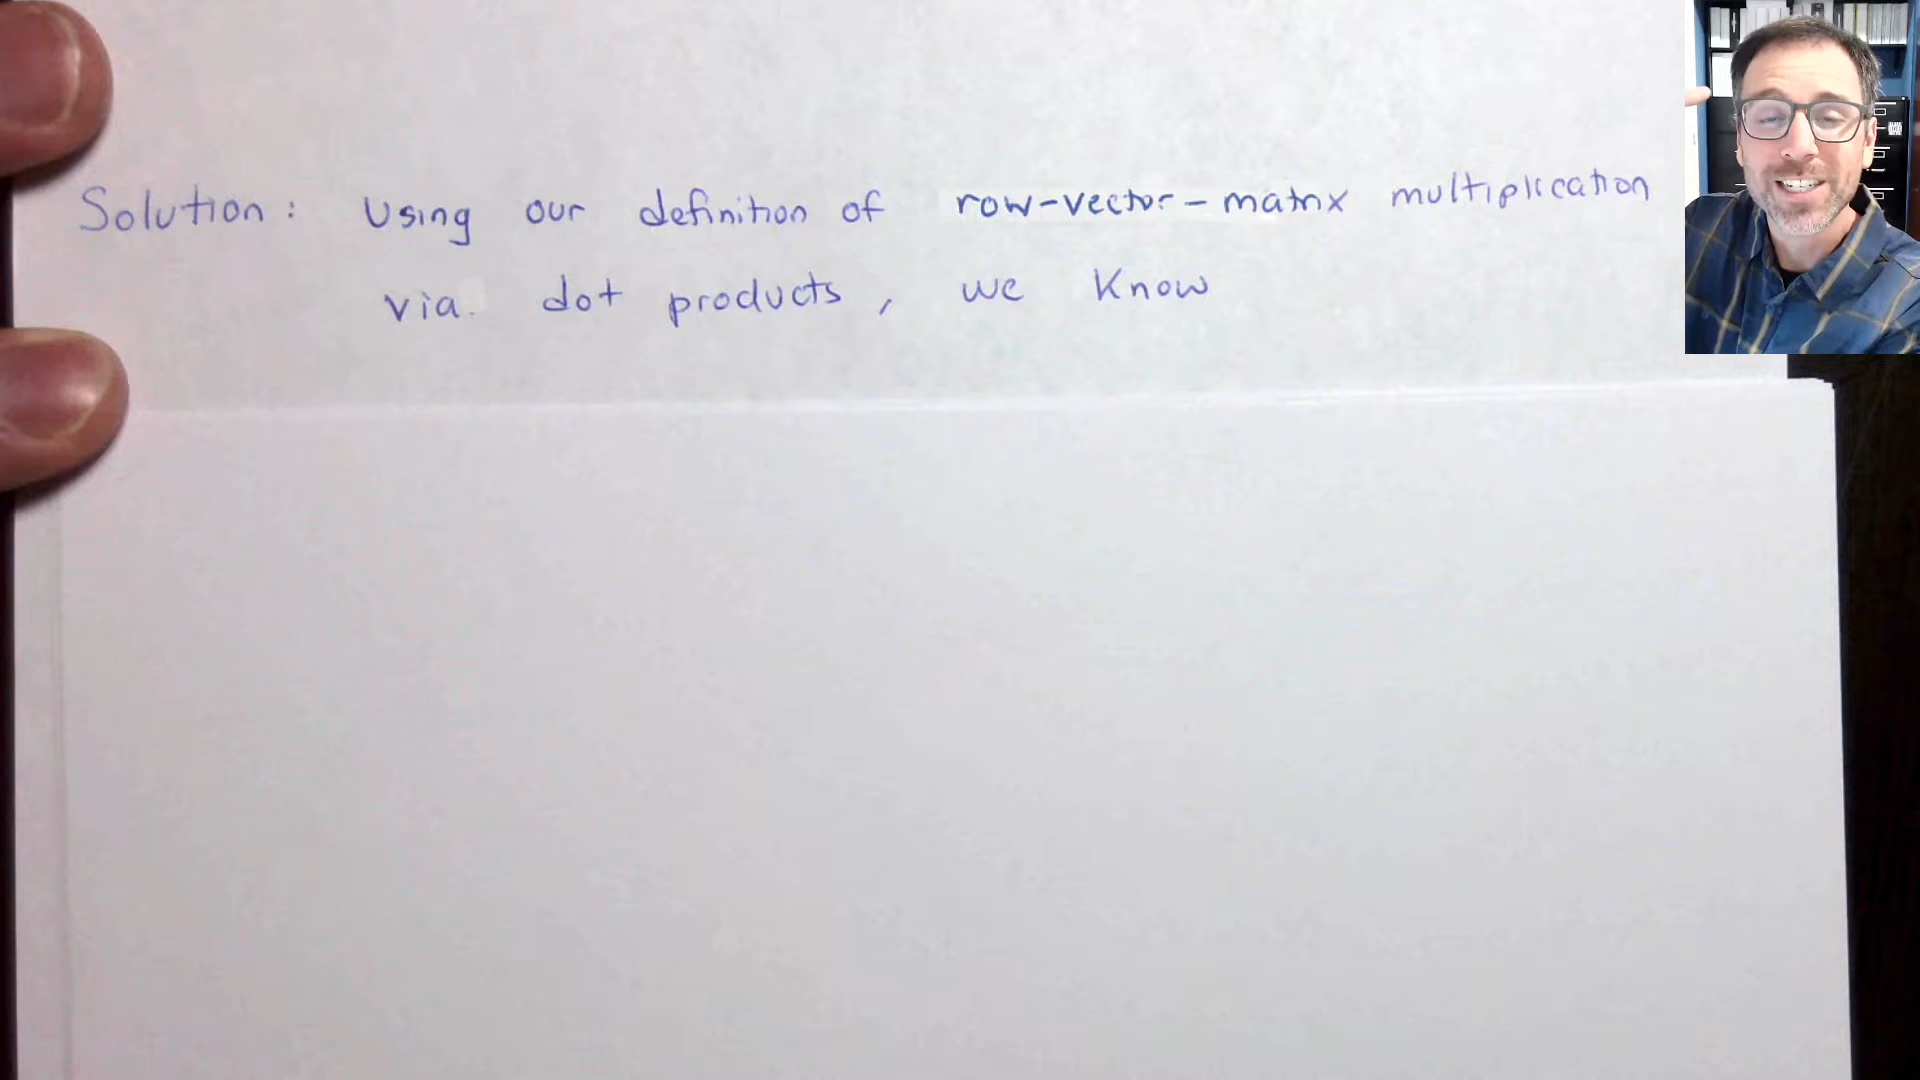 Solution: Using our definition of row-vector-matrix multiplication
via. dot products, we know